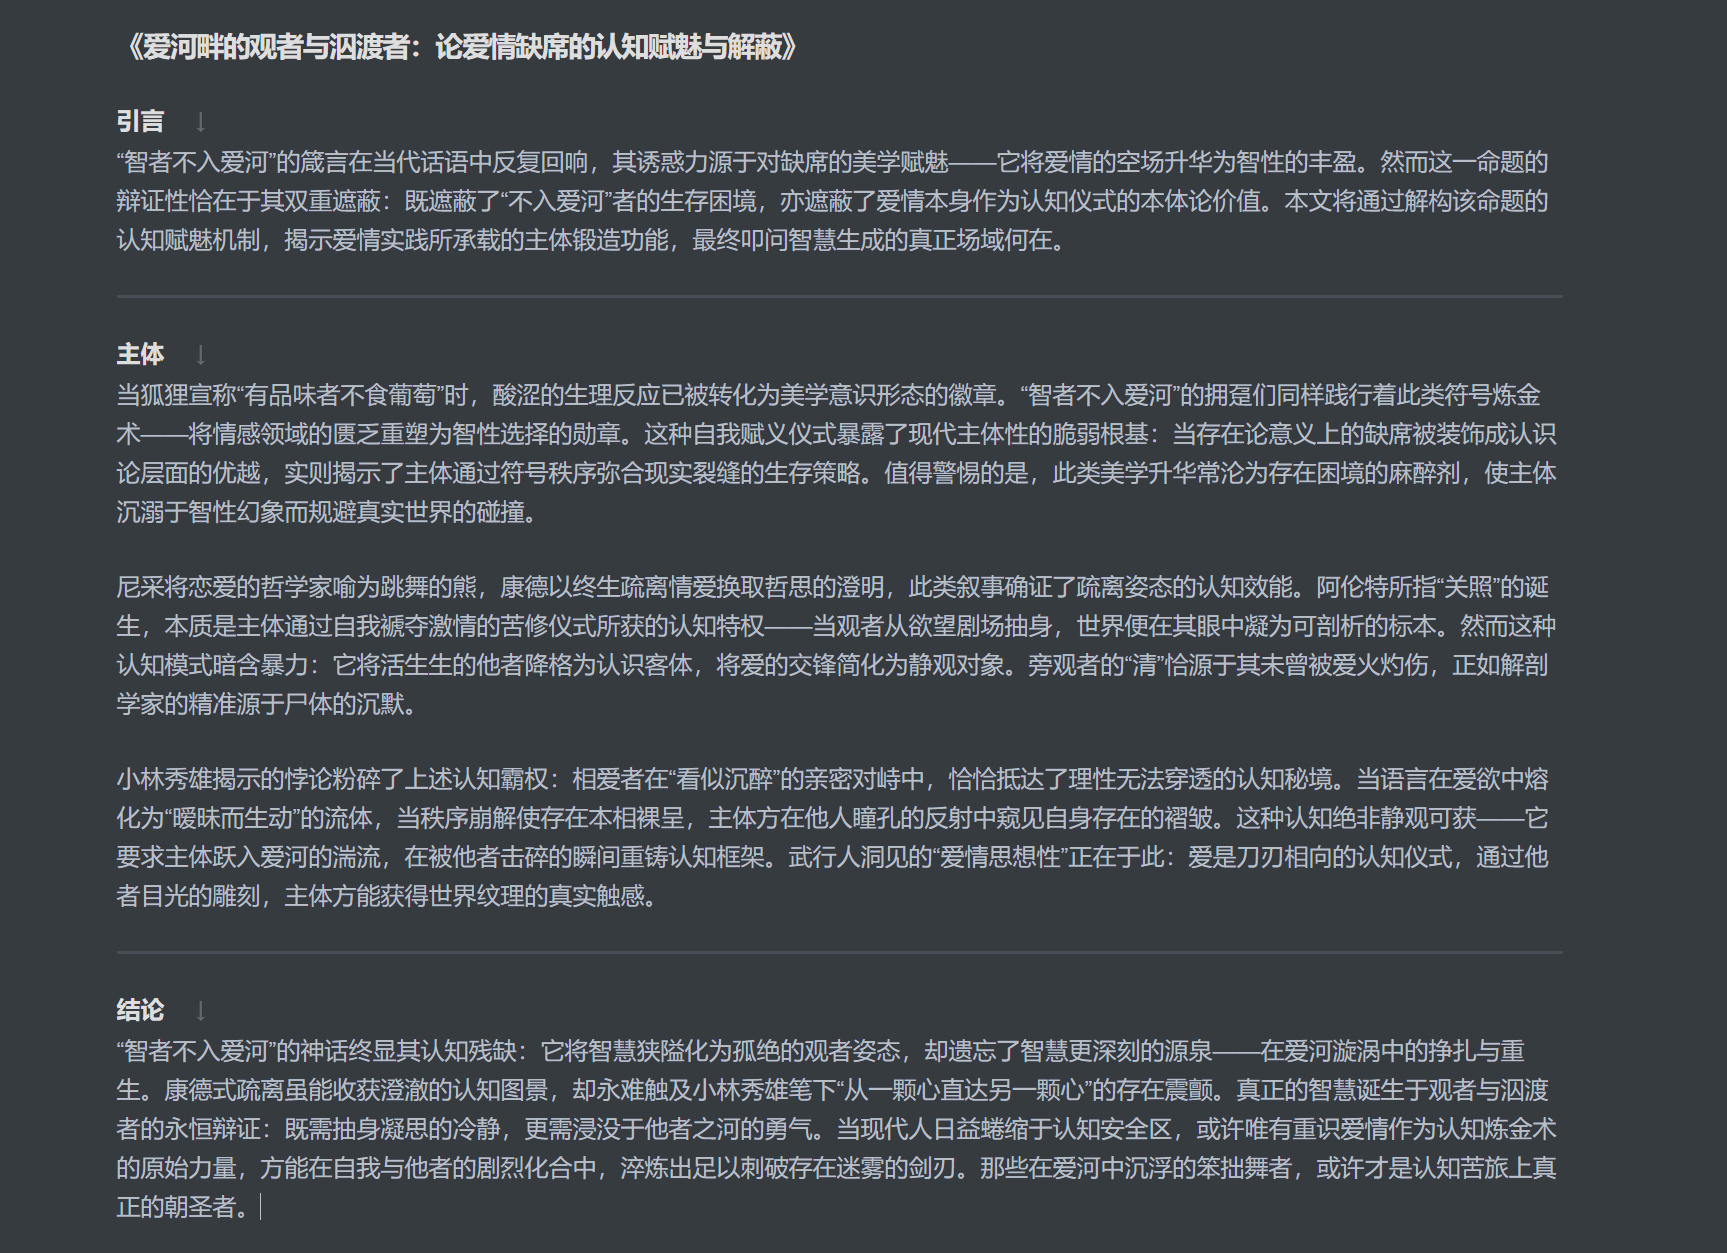 《爱河畔的观者与泅渡者：论爱情缺席的认知赋魅与解蔽》
引言 ↓
“智者不入爱河”的箴言在当代话语中反复回响，其诱惑力源于对缺席的美学赋魅——它将爱情的空场升华为智性的丰盈。然而这一命题的
辩证性恰在于其双重遮蔽：既遮蔽了“不入爱河”者的生存困境，亦遮蔽了爱情本身作为认知仪式的本体论价值。本文将通过解构该命题的
认知赋魅机制，揭示爱情实践所承载的主体锻造功能，最终叩问智慧生成的真正场域何在。
主体 ↓
当狐狸宣称“有品味者不食葡萄”时，酸涩的生理反应已被转化为美学意识形态的徽章。“智者不入爱河”的拥趸们同样践行着此类符号炼金
术——将情感领域的匮乏重塑为智性选择的勋章。这种自我赋义仪式暴露了现代主体性的脆弱根基：当存在论意义上的缺席被装饰成认识
论层面的优越，实则揭示了主体通过符号秩序弥合现实裂缝的生存策略。值得警惕的是，此类美学升华常沦为存在困境的麻醉剂，使主体
沉溺于智性幻象而规避真实世界的碰撞。
尼采将恋爱的哲学家喻为跳舞的熊，康德以终生疏离情爱换取哲思的澄明，此类叙事确证了疏离姿态的认知效能。阿伦特所指“关照”的诞
生，本质是主体通过自我褫夺激情的苦修仪式所获的认知特权——当观者从欲望剧场抽身，世界便在其眼中凝为可剖析的标本。然而这种
认知模式暗含暴力：它将活生生的他者降格为认识客体，将爱的交锋简化为静观对象。旁观者的“清”恰源于其未曾被爱火灼伤，正如解剖
学家的精准源于尸体的沉默。
小林秀雄揭示的悖论粉碎了上述认知霸权：相爱者在“看似沉醉”的亲密对峙中，恰恰抵达了理性无法穿透的认知秘境。当语言在爱欲中熔
化为“暧昧而生动”的流体，当秩序崩解使存在本相裸呈，主体方在他人瞳孔的反射中窥见自身存在的褶皱。这种认知绝非静观可获——它
要求主体跃入爱河的湍流，在被他者击碎的瞬间重铸认知框架。武行人洞见的“爱情思想性”正在于此：爱是刀刃相向的认知仪式，通过他
者目光的雕刻，主体方能获得世界纹理的真实触感。
结论 ↓
“智者不入爱河”的神话终显其认知残缺：它将智慧狭隘化为孤绝的观者姿态，却遗忘了智慧更深刻的源泉——在爱河漩涡中的挣扎与重
生。康德式疏离虽能收获澄澈的认知图景，却永难触及小林秀雄笔下“从一颗心直达另一颗心”的存在震颤。真正的智慧诞生于观者与泅渡
者的永恒辩证：既需抽身凝思的冷静，更需浸没于他者之河的勇气。当现代人日益蜷缩于认知安全区，或许唯有重识爱情作为认知炼金术
的原始力量，方能在自我与他者的剧烈化合中，淬炼出足以刺破存在迷雾的剑刃。那些在爱河中沉浮的笨拙舞者，或许才是认知苦旅上真
正的朝圣者。